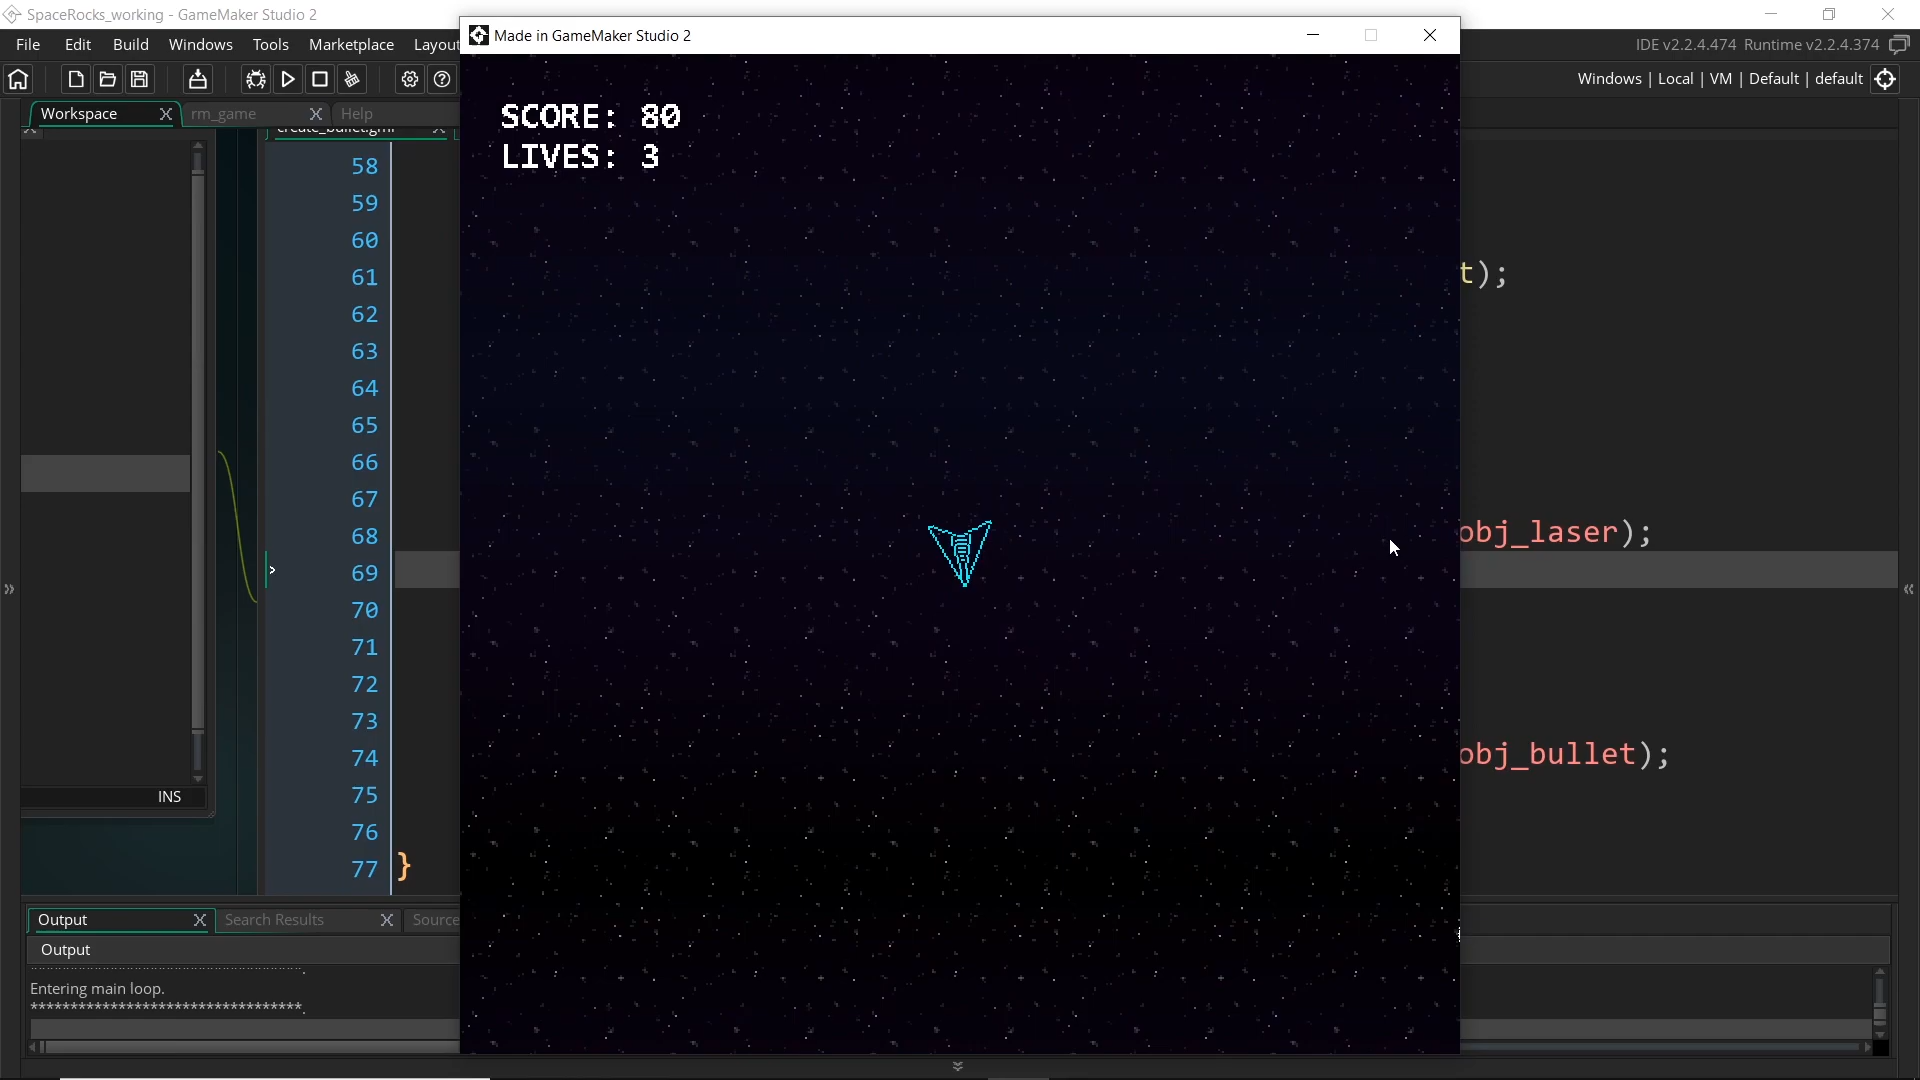 SpaceRocks_working - GameMaker Studio 2
Made in GameMaker Studio 2
File Edit Build Windows Tools Marketplace Layou
IDE v2.2.4.474 Runtime v2.2.4.374
Windows | Local | VM | Default | default
Workspace
rm_game
Help
create_bullet.gml
SCORE: 80
LIVES: 3
58
59
60
61
t);
62
63
64
65
66
67
68
obj_laser);
69
70
71
72
73
74
obj_bullet);
75
76
77 }
INS
Output
Search Results
Source
Output
Entering main loop.
**********************************.